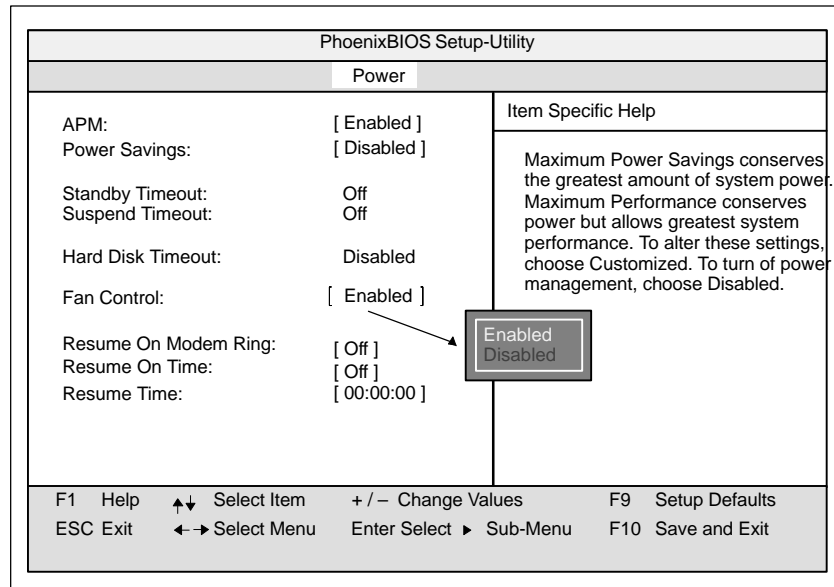 PhoenixBIOS Setup-Utility
Power
APM: [ Enabled ]
Power Savings: [ Disabled ]
Standby Timeout: Off
Suspend Timeout: Off
Hard Disk Timeout: Disabled
Fan Control: [ Enabled ]
Resume On Modem Ring: [ Off ]
Resume On Time: [ Off ]
Resume Time: [ 00:00:00 ]
Item Specific Help
Maximum Power Savings conserves
the greatest amount of system power.
Maximum Performance conserves
power but allows greatest system
performance. To alter these settings,
choose Customized. To turn of power
management, choose Disabled.
Enabled
Disabled
F1 Help ▲▼ Select Item + / – Change Values F9 Setup Defaults
ESC Exit ◄► Select Menu Enter Select ► Sub-Menu F10 Save and Exit